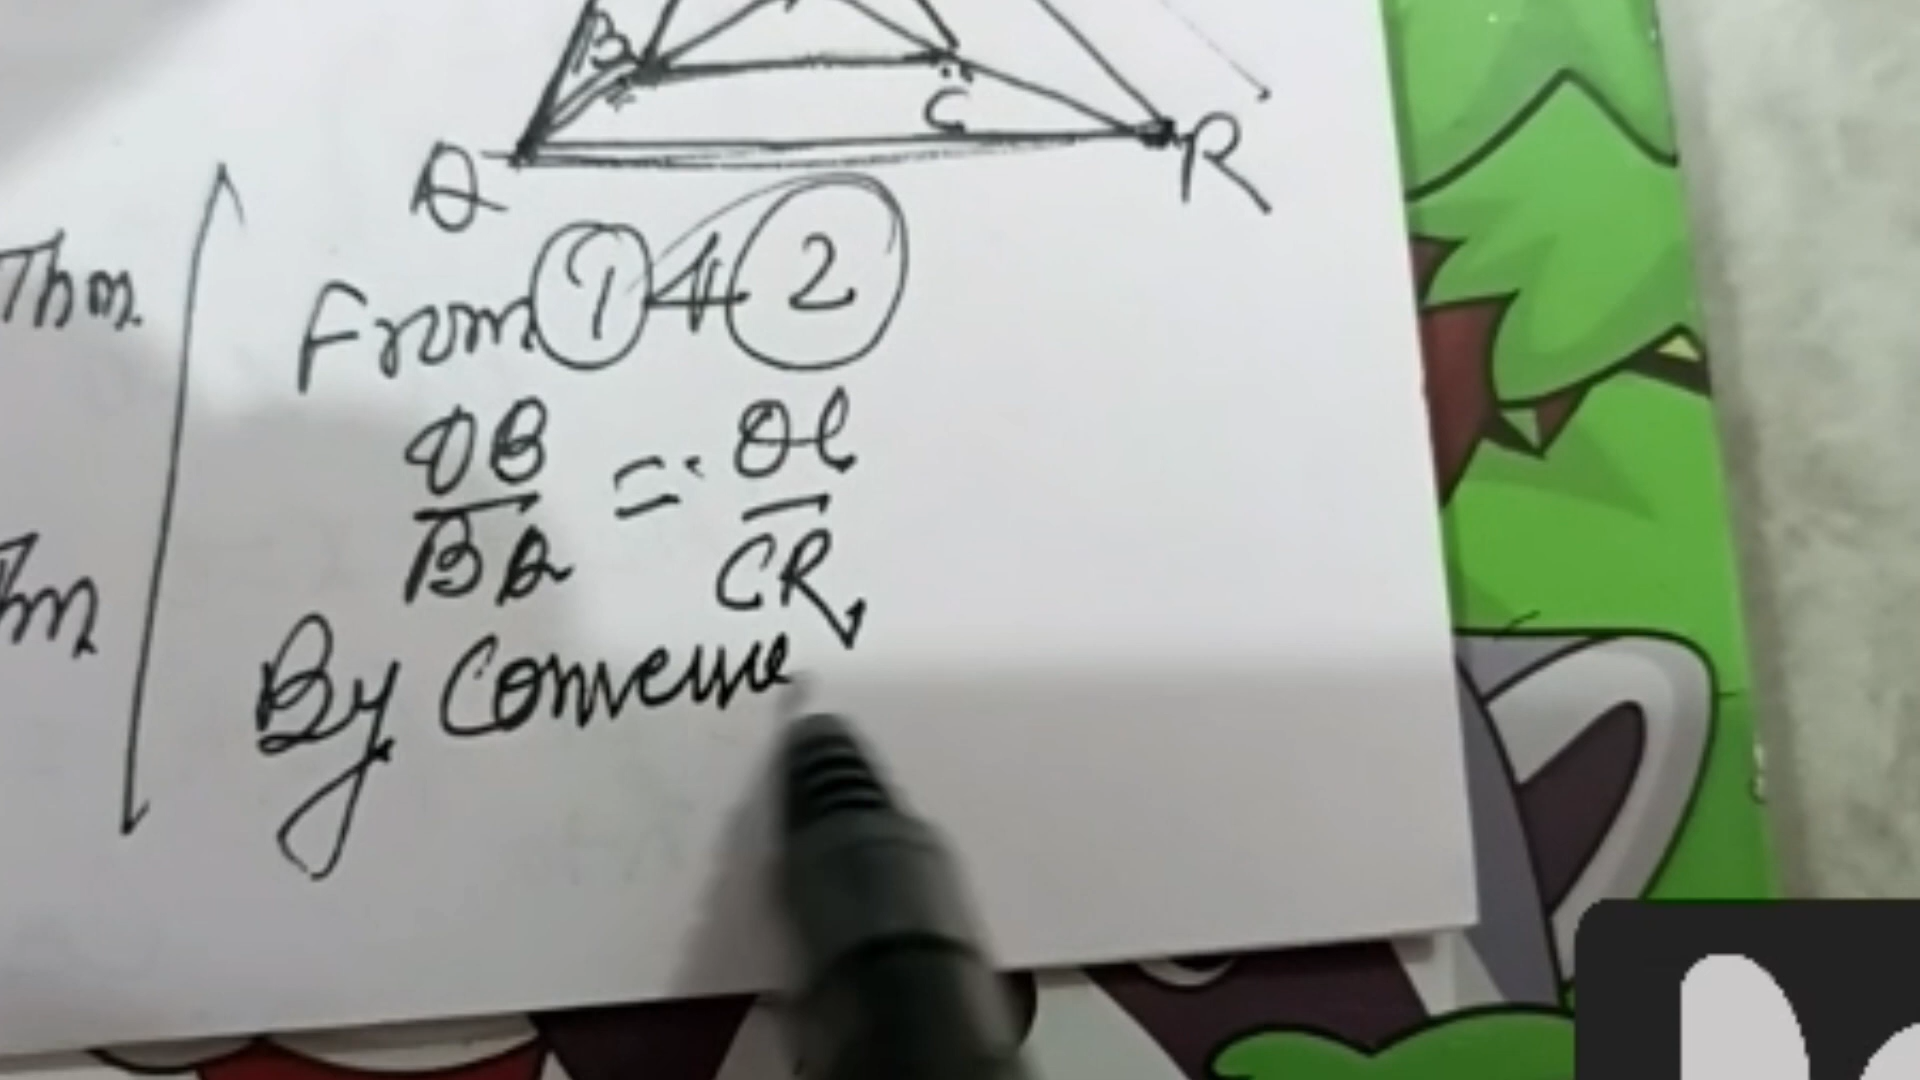 B
C
Q R
Thm.
From ① & ②
OB/BQ = OC/CR
Thm
By Converse